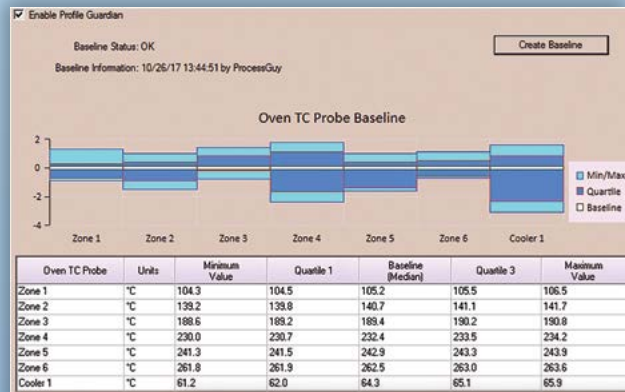 Enable Profile Guardian
Baseline Status: OK
Create Baseline
Baseline Information: 10/26/17 13:44:51 by ProcessGuy
Oven TC Probe Baseline
2
0
-2
-4
Min/Max
Quartile
Baseline
Zone 1 Zone 2 Zone 3 Zone 4 Zone 5 Zone 6 Cooler 1
Oven TC Probe Units Minimum Value Quartile 1 Baseline (Median) Quartile 3 Maximum Value
Zone 1 °C 104.3 104.5 105.2 105.5 106.5
Zone 2 °C 139.2 139.8 140.7 141.1 141.7
Zone 3 °C 188.6 189.2 189.4 190.2 190.8
Zone 4 °C 230.0 230.7 232.4 233.5 234.2
Zone 5 °C 241.3 241.5 242.9 243.3 243.9
Zone 6 °C 261.8 261.9 262.5 263.0 263.6
Cooler 1 °C 61.2 62.0 64.3 65.1 65.9